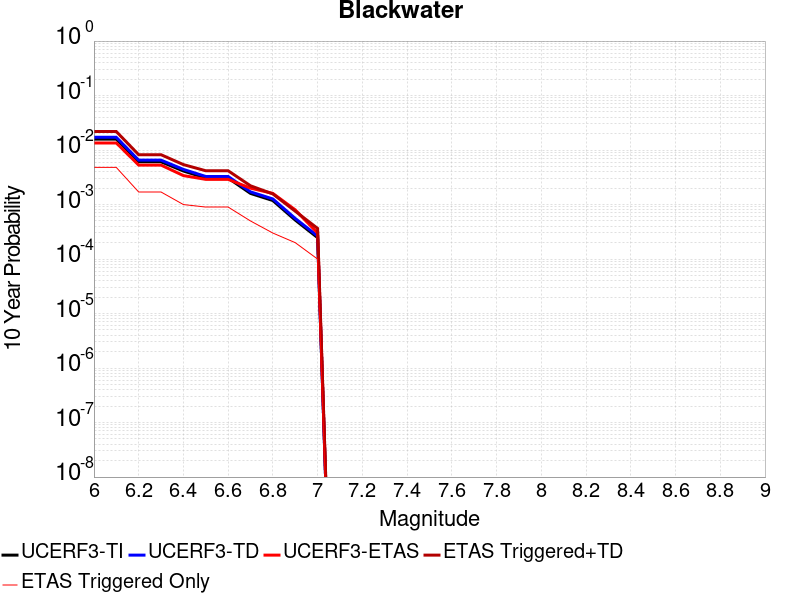 Blackwater
10 Year Probability
10^0
10^-1
10^-2
10^-3
10^-4
10^-5
10^-6
10^-7
10^-8
6 6.2 6.4 6.6 6.8 7 7.2 7.4 7.6 7.8 8 8.2 8.4 8.6 8.8 9
Magnitude
UCERF3-TI UCERF3-TD UCERF3-ETAS ETAS Triggered+TD
ETAS Triggered Only